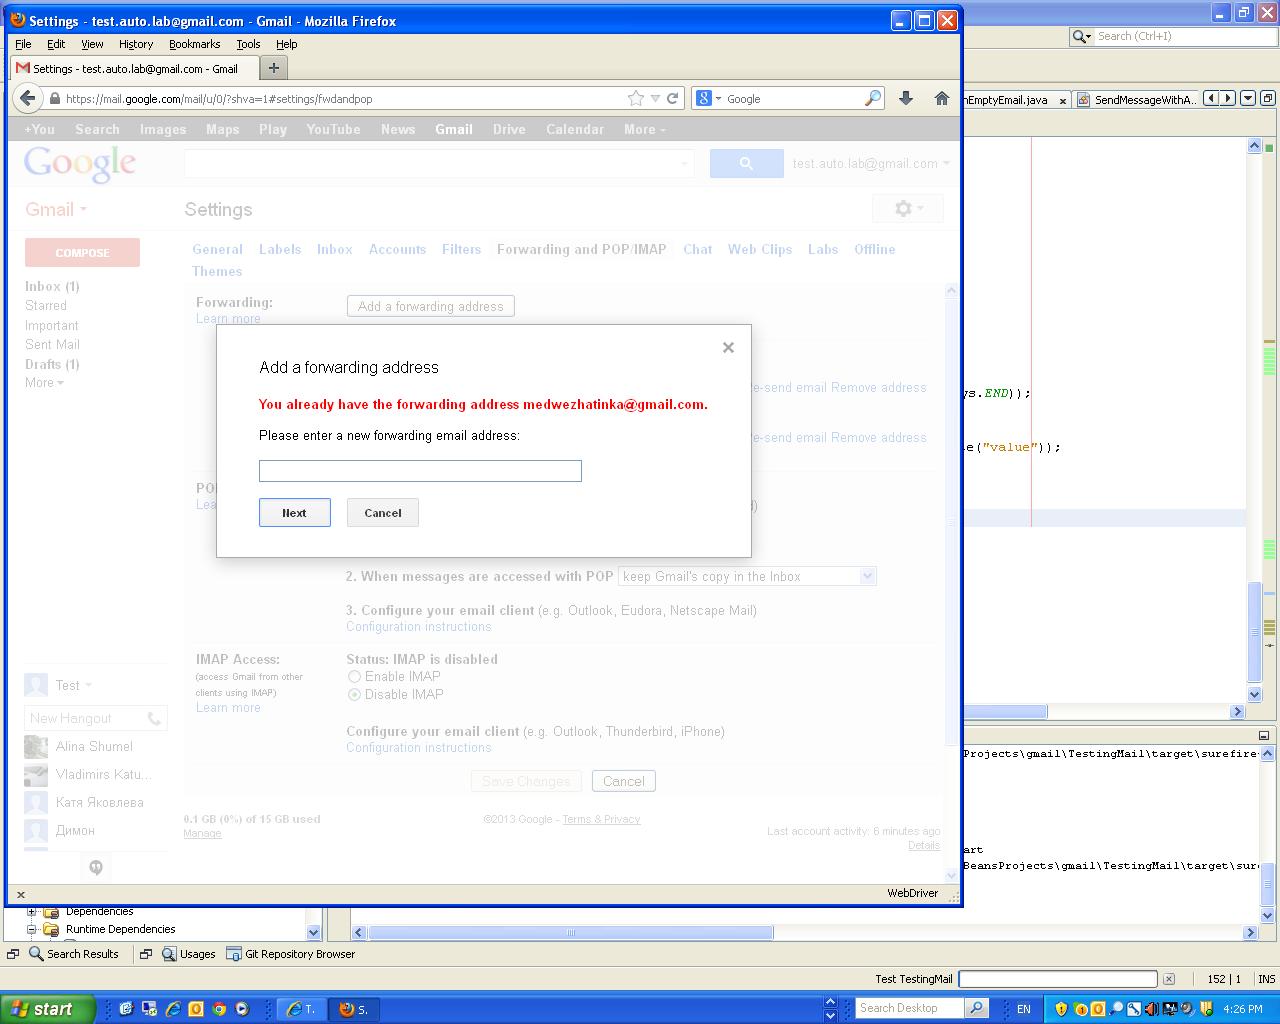 Settings - test.auto.lab@gmail.com - Gmail - Mozilla Firefox
File Edit View History Bookmarks Tools Help
Search (Ctrl+I)
Settings - test.auto.lab@gmail.com - Gmail
https://mail.google.com/mail/u/0/?shva=1#settings/fwdandpop
Google
nEmptyEmail.java SendMessageWithA...
+You Search Images Maps Play YouTube News Gmail Drive Calendar More
Google
test.auto.lab@gmail.com
Gmail
Settings
COMPOSE
General Labels Inbox Accounts Filters Forwarding and POP/IMAP Chat Web Clips Labs Offline
Themes
Inbox (1)
Starred
Important
Sent Mail
Drafts (1)
More
Forwarding:
Add a forwarding address
Learn more
Add a forwarding address
You already have the forwarding address medwezhatinka@gmail.com.
Please enter a new forwarding email address:
Next Cancel
e-send email Remove address
e-send email Remove address
s.END));
e("value"));
2. When messages are accessed with POP keep Gmail's copy in the Inbox
3. Configure your email client (e.g. Outlook, Eudora, Netscape Mail)
Configuration instructions
IMAP Access:
(access Gmail from other
clients using IMAP)
Learn more
Status: IMAP is disabled
Enable IMAP
Disable IMAP
Configure your email client (e.g. Outlook, Thunderbird, iPhone)
Configuration instructions
Save Changes Cancel
Test
New Hangout
Alina Shumel
Vladimirs Katu...
Катя Яковлева
Димон
0.1 GB (0%) of 15 GB used
Manage
©2013 Google - Terms & Privacy
Last account activity: 6 minutes ago
Details
WebDriver
Projects\gmail\TestingMail\target\surefire-
art
BeansProjects\gmail\TestingMail\target\sure
Dependencies
Runtime Dependencies
Search Results Usages Git Repository Browser
Test TestingMail 152 | 1 INS
start T. S. Search Desktop EN 4:26 PM